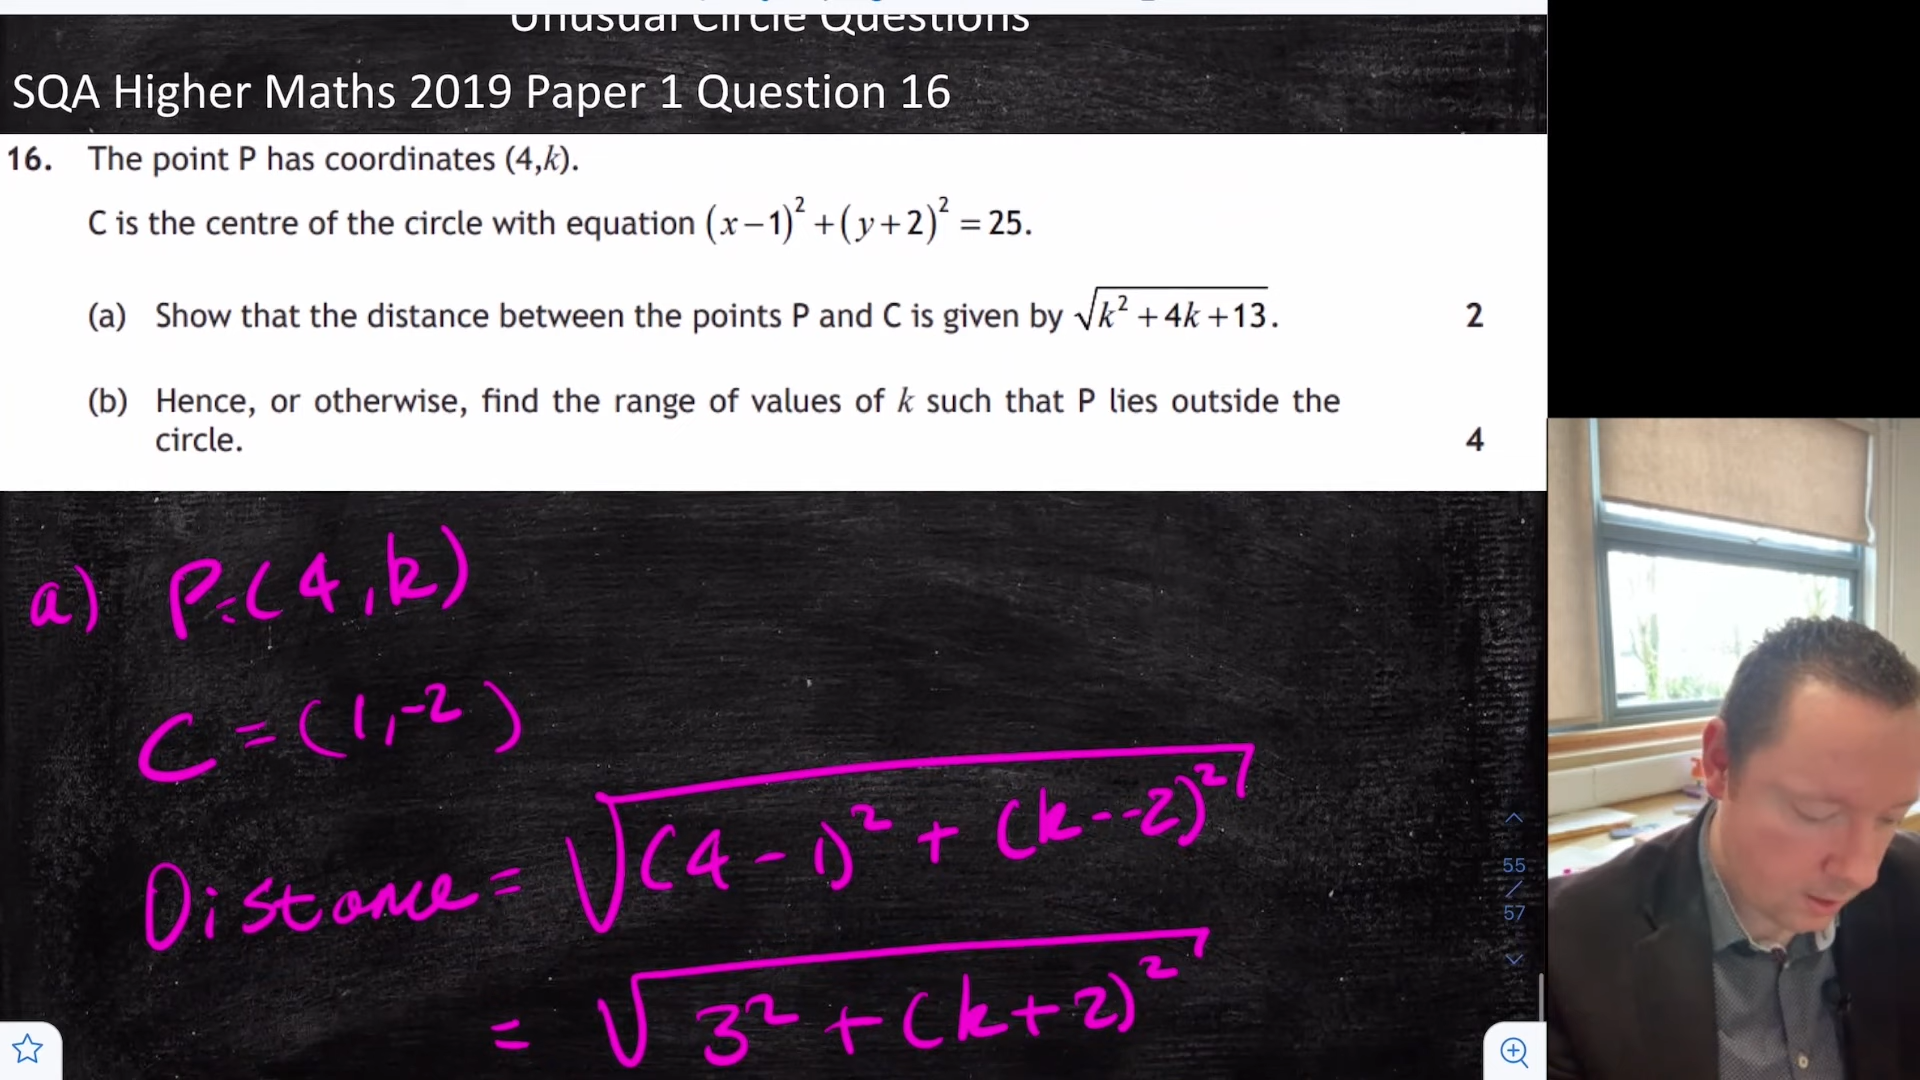 Unusual Circle Questions
SQA Higher Maths 2019 Paper 1 Question 16
16. The point P has coordinates (4,k).
C is the centre of the circle with equation (x−1)² + (y+2)² = 25.
(a) Show that the distance between the points P and C is given by √(k² + 4k + 13). 2
(b) Hence, or otherwise, find the range of values of k such that P lies outside the
circle. 4
a) P=(4,k)
C = (1,-2)
Distance = √((4-1)² + (k--2)²)
= √(3² + (k+2)²)
55
/
57